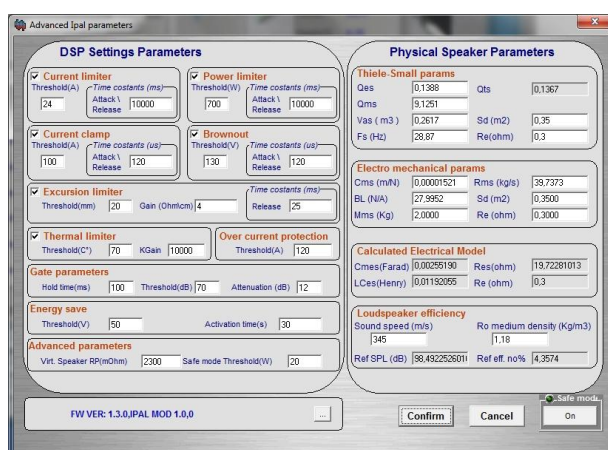 Advanced Ipal parameters
DSP Settings Parameters
Current limiter
Threshold(A) Time costants (ms)
24 Attack \ Release 10000
Power limiter
Threshold(W) Time costants (ms)
700 Attack \ Release 10000
Current clamp
Threshold(A) Time costants (us)
100 Attack \ Release 120
Brownout
Threshold(V) Time costants (us)
130 Attack \ Release 120
Excursion limiter Time costants (ms)
Threshold(mm) 20 Gain (Ohm\cm) 4 Release 25
Thermal limiter
Threshold(C°) 70 KGain 10000
Over current protection
Threshold(A) 120
Gate parameters
Hold time(ms) 100 Threshold(dB) 70 Attenuation (dB) 12
Energy save
Threshold(V) 50 Activation time(s) 30
Advanced parameters
Virt. Speaker RP(mOhm) 2300 Safe mode Threshold(W) 20
FW VER: 1.3.0,IPAL MOD 1.0,0 ...
Physical Speaker Parameters
Thiele-Small params
Qes 0,1388 Qts 0,1367
Qms 9,1251
Vas ( m3 ) 0,2617 Sd (m2) 0,35
Fs (Hz) 28,87 Re(ohm) 0,3
Electro mechanical params
Cms (m/N) 0,00001521 Rms (kg/s) 39,7373
BL (N/A) 27,9952 Sd (m2) 0,3500
Mms (Kg) 2,0000 Re (ohm) 0,3000
Calculated Electrical Model
Cmes(Farad) 0,00255190 Res(ohm) 19,72281013
LCes(Henry) 0,01192055 Re (ohm) 0,3
Loudspeaker efficiency
Sound speed (m/s) Ro medium density (Kg/m3)
345 1,18
Ref SPL (dB) 98,492252601 Ref eff. no% 4,3574
Confirm Cancel
Safe mode
On